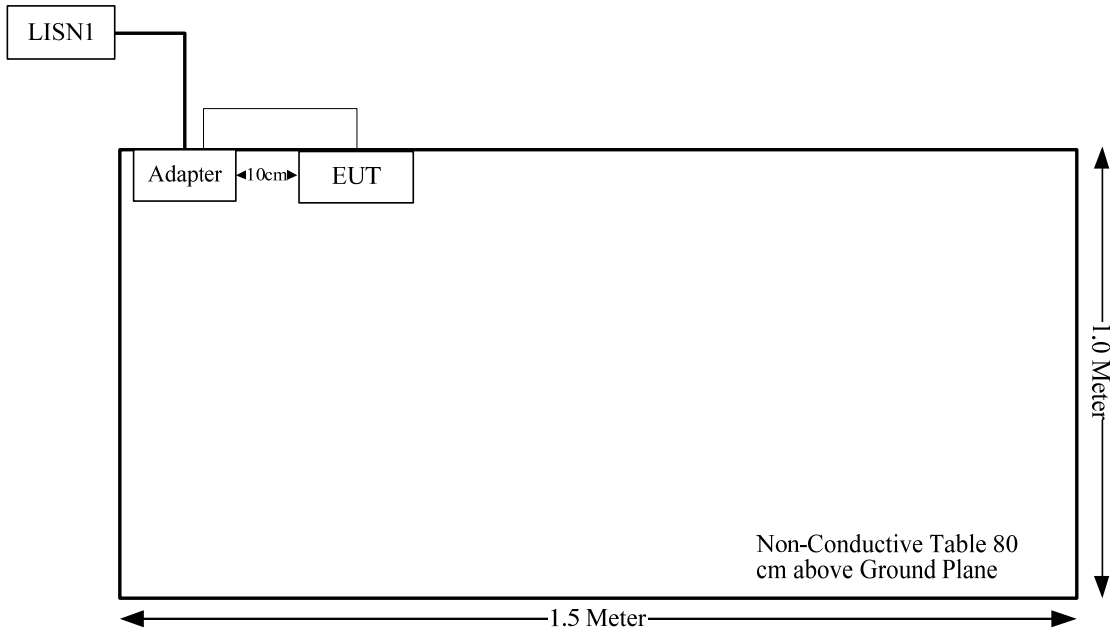 LISN1
Adapter
10cm
EUT
1.0 Meter
Non-Conductive Table 80
cm above Ground Plane
1.5 Meter